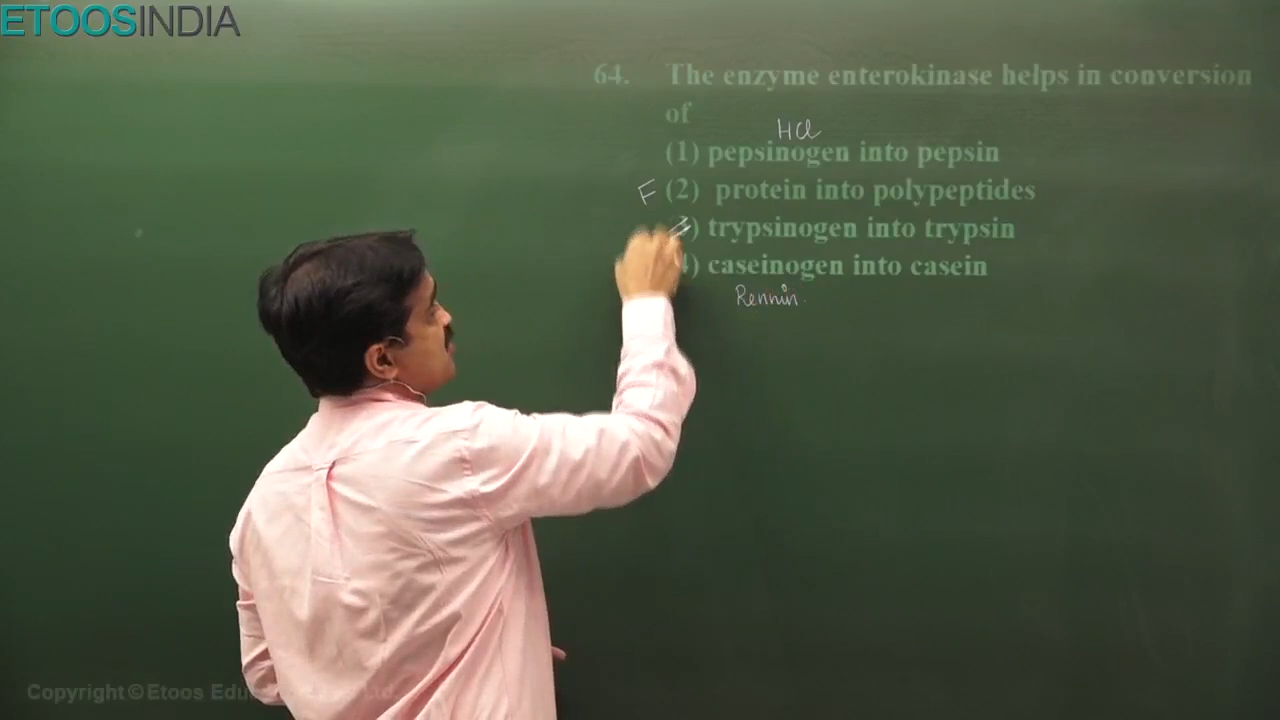 ETOOSINDIA
64. The enzyme enterokinase helps in conversion
of
HCl
(1) pepsinogen into pepsin
F (2) protein into polypeptides
) trypsinogen into trypsin
4) caseinogen into casein
Rennin.
Copyright © Etoos